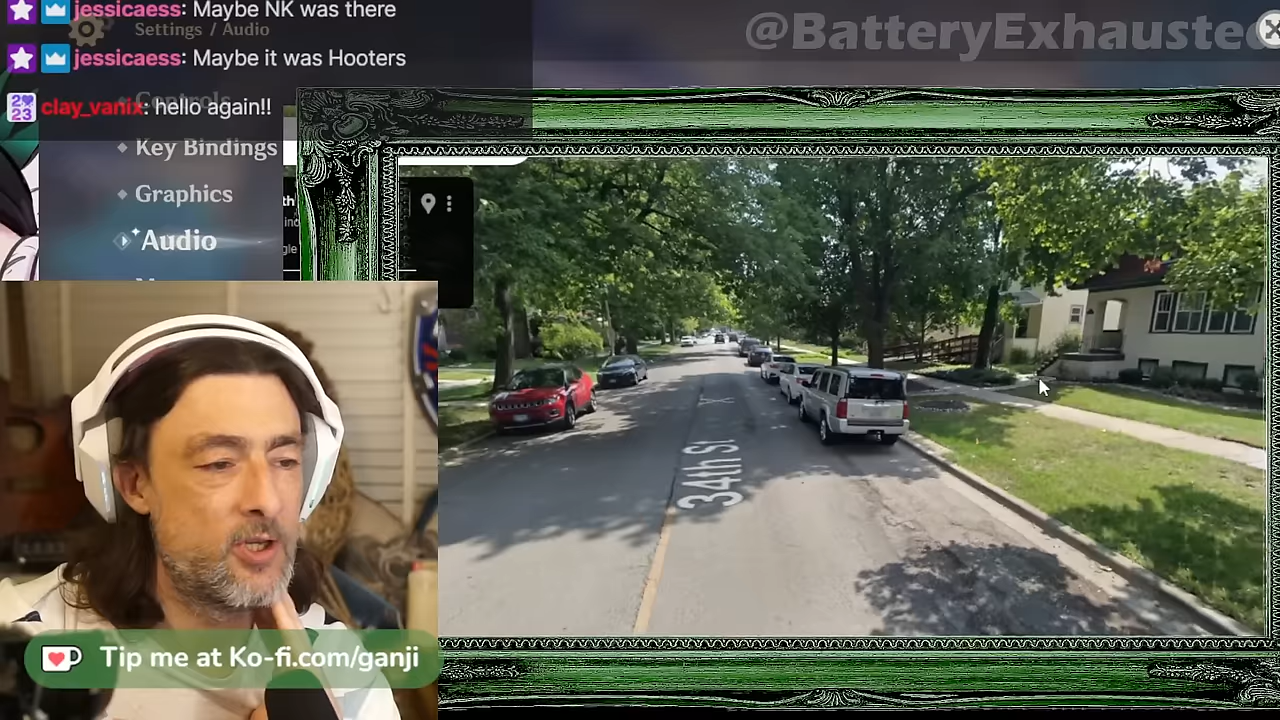 jessicaess: Maybe NK was there
Settings / Audio
@BatteryExhausted
jessicaess: Maybe it was Hooters
clay_vanix: hello again!!
Controls
Key Bindings
Graphics
Audio
34th St
Tip me at Ko-fi.com/ganji